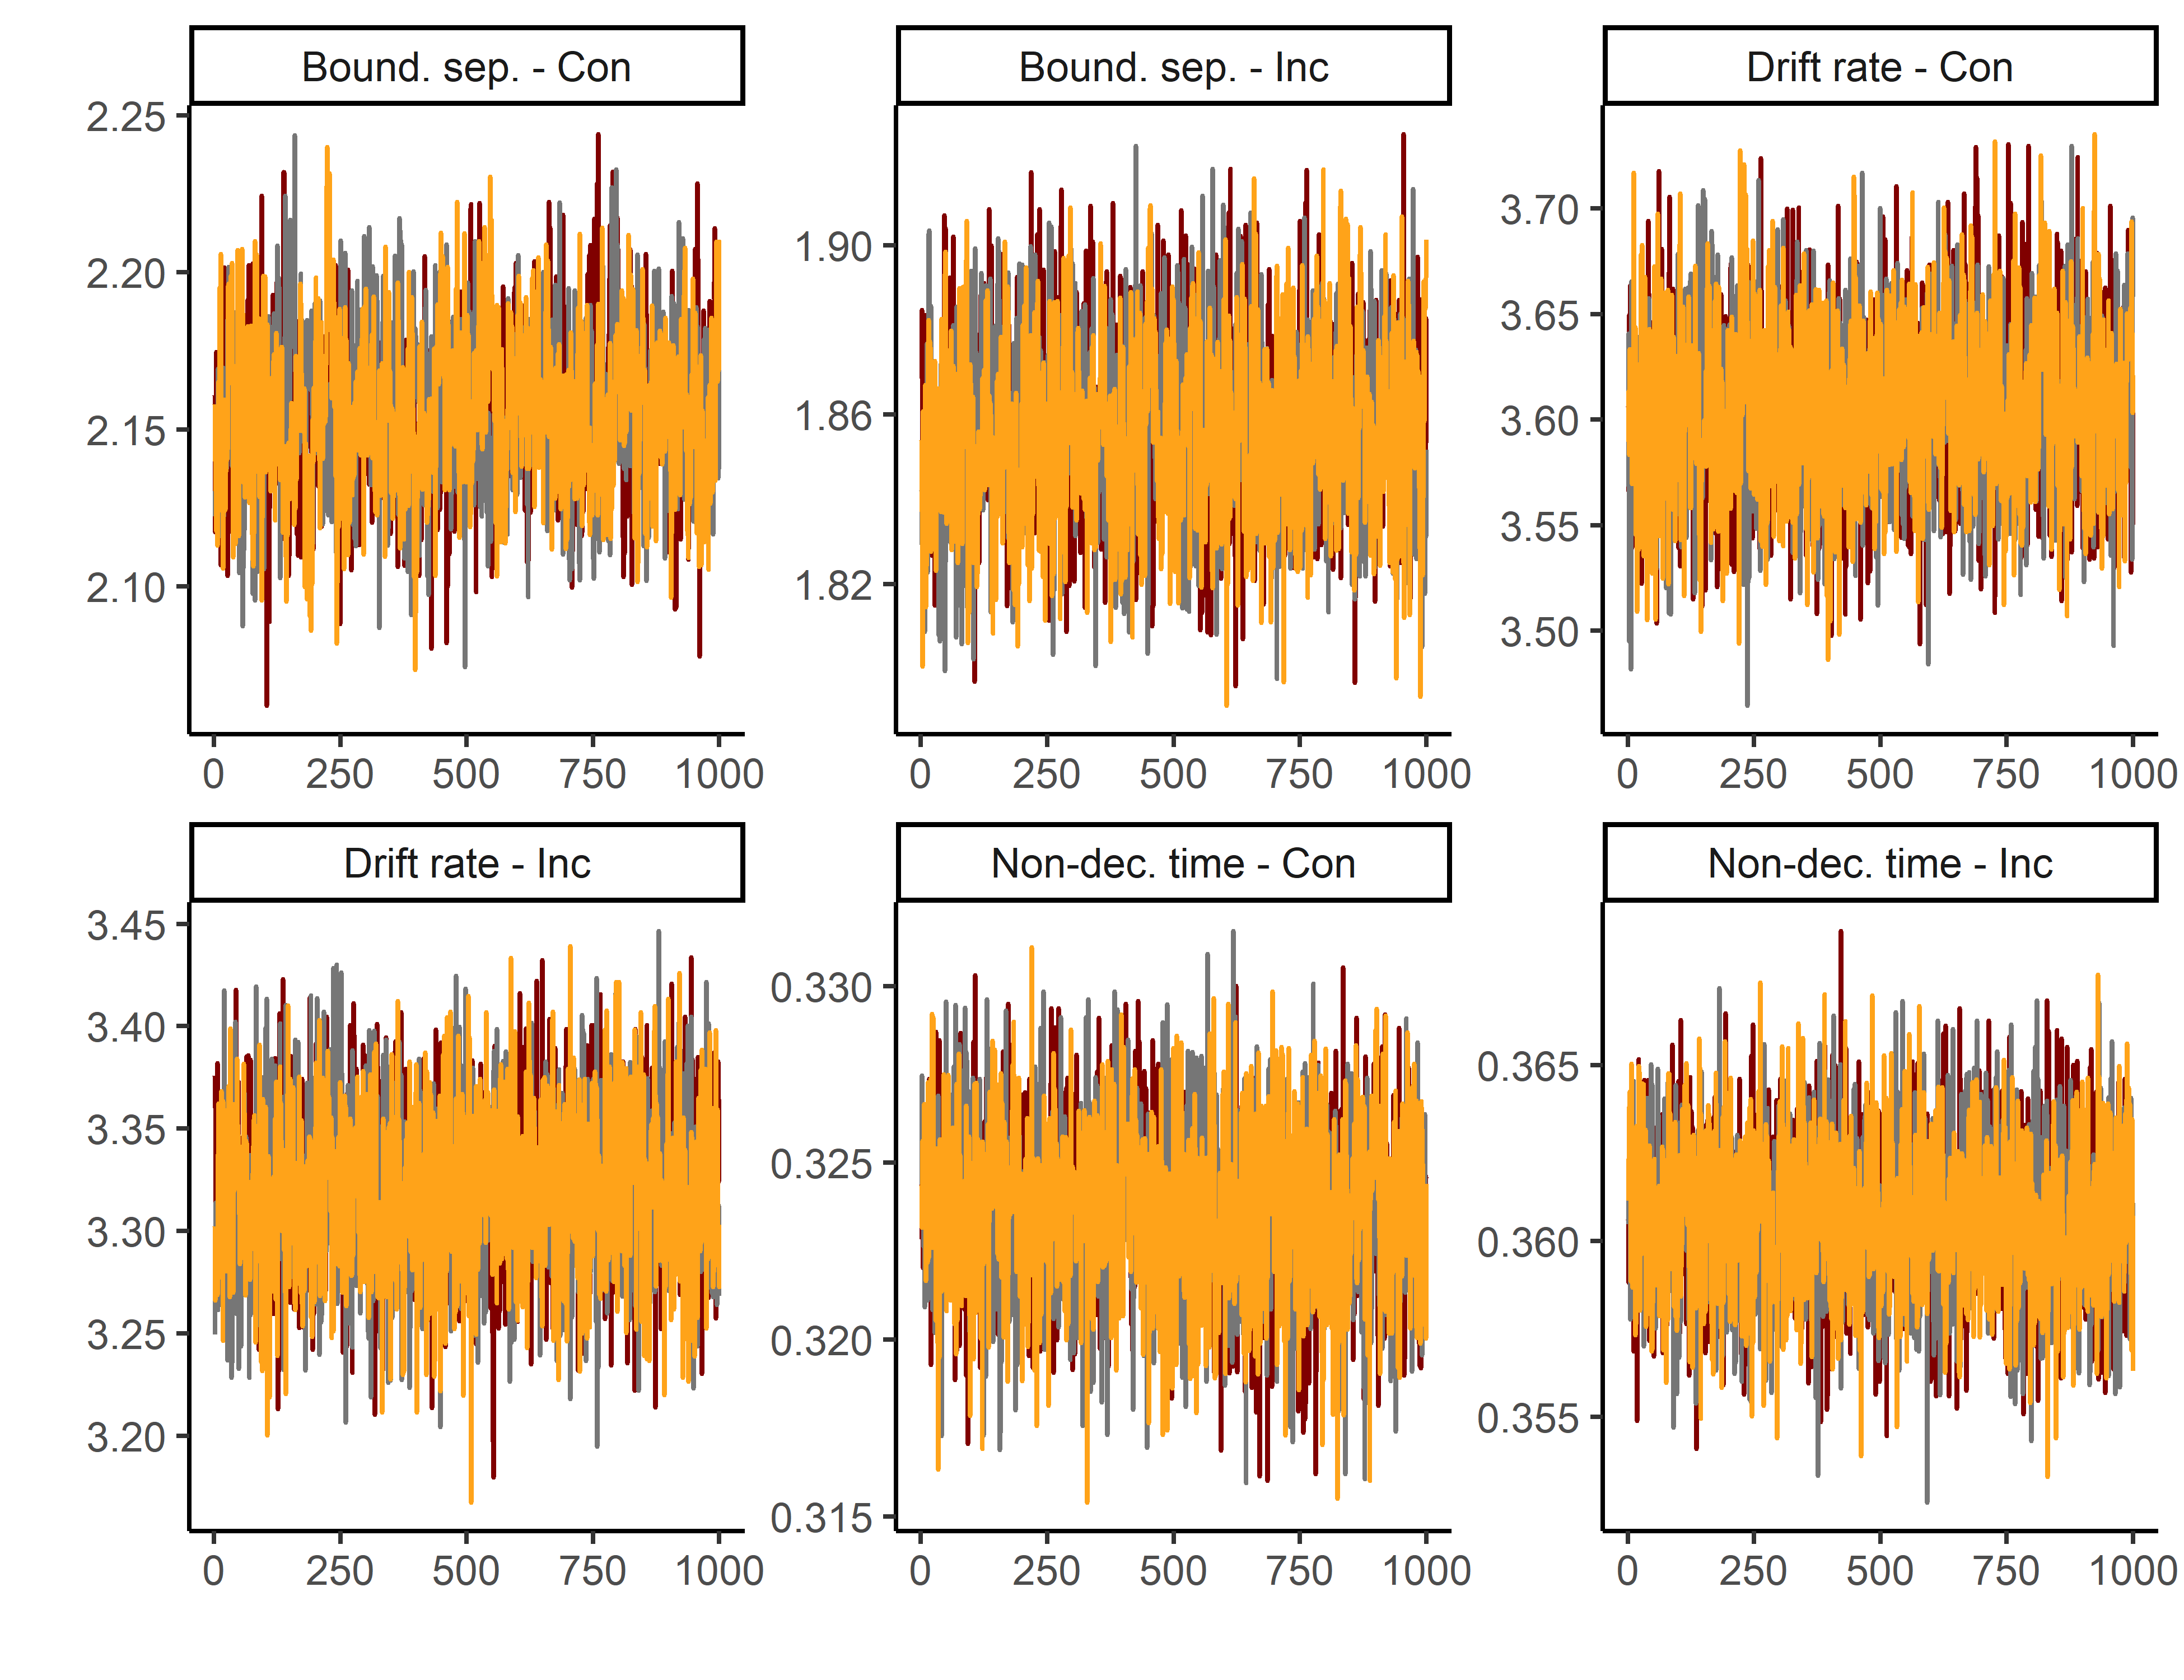 Bound. sep. - Con
Bound. sep. - Inc
Drift rate - Con
2.25
2.20
2.15
2.10
1.90
1.86
1.82
3.70
3.65
3.60
3.55
3.50
0 250 500 750 1000
0 250 500 750 1000
0 250 500 750 1000
Drift rate - Inc
Non-dec. time - Con
Non-dec. time - Inc
3.45
3.40
3.35
3.30
3.25
3.20
0.330
0.325
0.320
0.315
0.365
0.360
0.355
0 250 500 750 1000
0 250 500 750 1000
0 250 500 750 1000